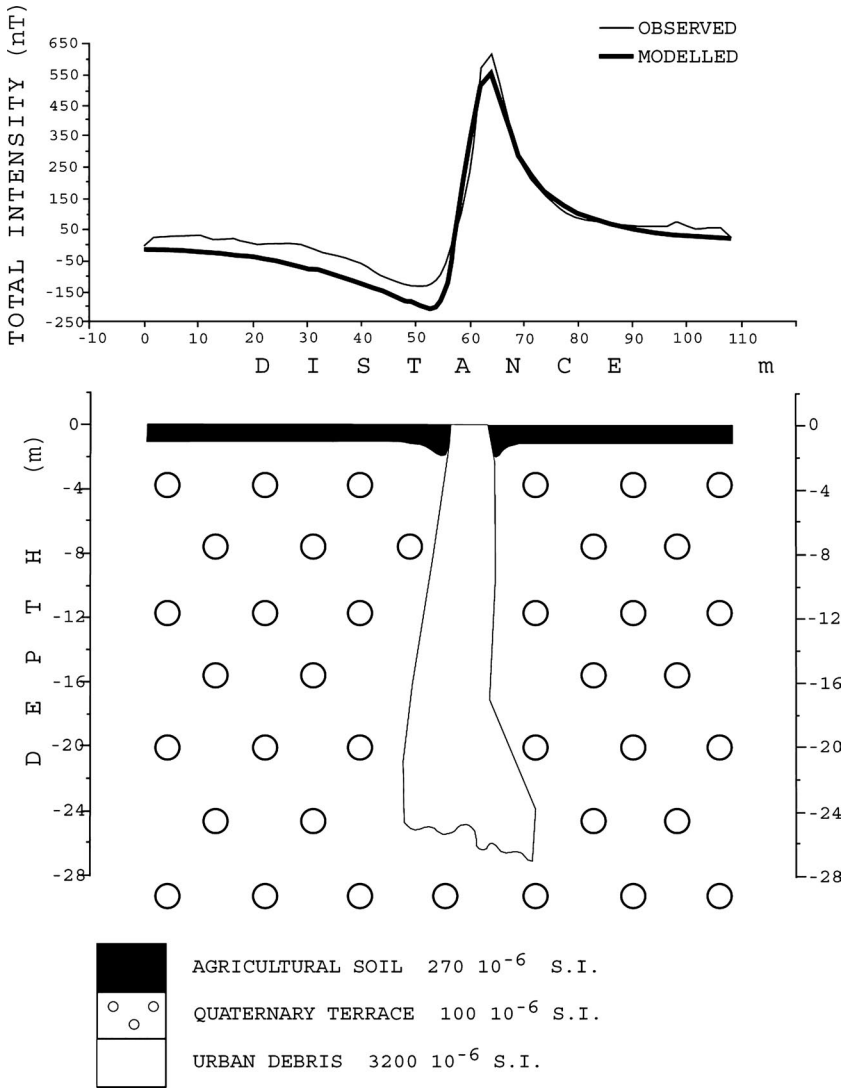 OBSERVED
MODELLED
TOTAL INTENSITY (nT)
650
550
450
350
250
150
50
-50
-150
-250
-10 0 10 20 30 40 50 60 70 80 90 100 110
DISTANCE m
DEPTH (m)
0
-4
-8
-12
-16
-20
-24
-28
0
-4
-8
-12
-16
-20
-24
-28
AGRICULTURAL SOIL 270 10⁻⁶ S.I.
QUATERNARY TERRACE 100 10⁻⁶ S.I.
URBAN DEBRIS 3200 10⁻⁶ S.I.